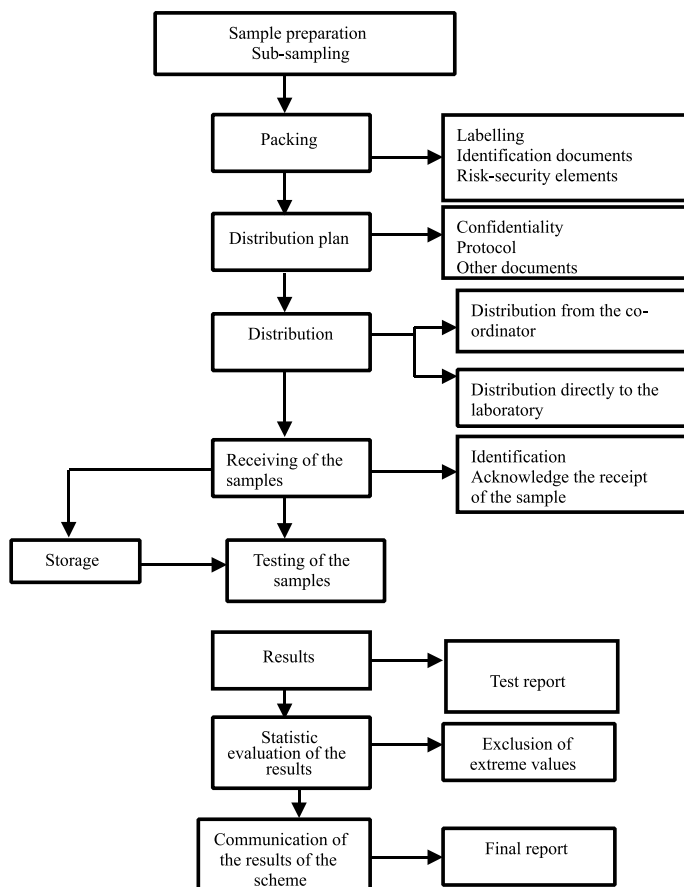 Sample preparation
Sub-sampling
Packing
Labelling
Identification documents
Risk-security elements
Distribution plan
Confidentiality
Protocol
Other documents
Distribution
Distribution from the co-
ordinator
Distribution directly to the
laboratory
Receiving of the
samples
Identification
Acknowledge the receipt
of the sample
Storage
Testing of the
samples
Results
Test report
Statistic
evaluation of the
results
Exclusion of
extreme values
Communication of
the results of the
scheme
Final report